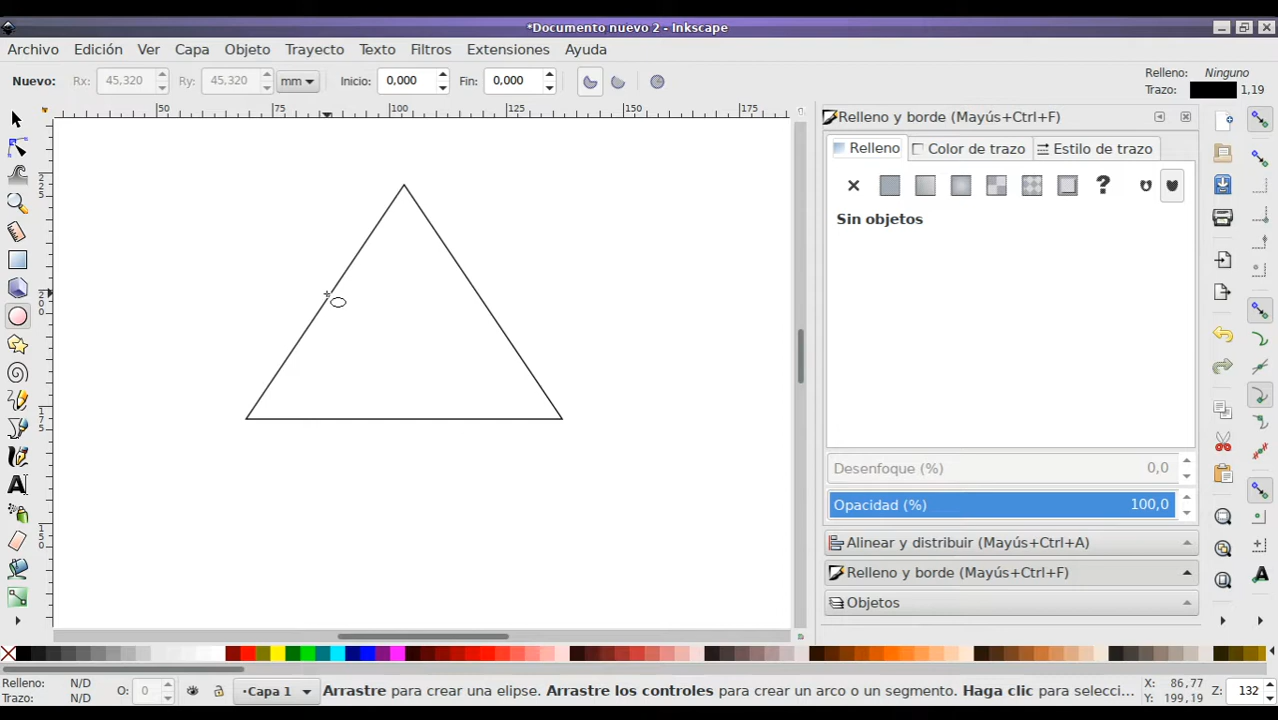 *Documento nuevo 2 - Inkscape
Archivo Edición Ver Capa Objeto Trayecto Texto Filtros Extensiones Ayuda
Nuevo: Rx: 45,320 Ry: 45,320 mm Inicio: 0,000 Fin: 0,000
Relleno: Ninguno
Trazo: 1,19
50 75 100 125 150 175
Relleno y borde (Mayús+Ctrl+F)
Relleno Color de trazo Estilo de trazo
Sin objetos
225
200
175
150
Desenfoque (%) 0,0
Opacidad (%) 100,0
Alinear y distribuir (Mayús+Ctrl+A)
Relleno y borde (Mayús+Ctrl+F)
Objetos
Relleno: N/D
Trazo: N/D
O: 0
·Capa 1
Arrastre para crear una elipse. Arrastre los controles para crear un arco o un segmento. Haga clic para selecci...
X: 86,77
Y: 199,19
Z: 132